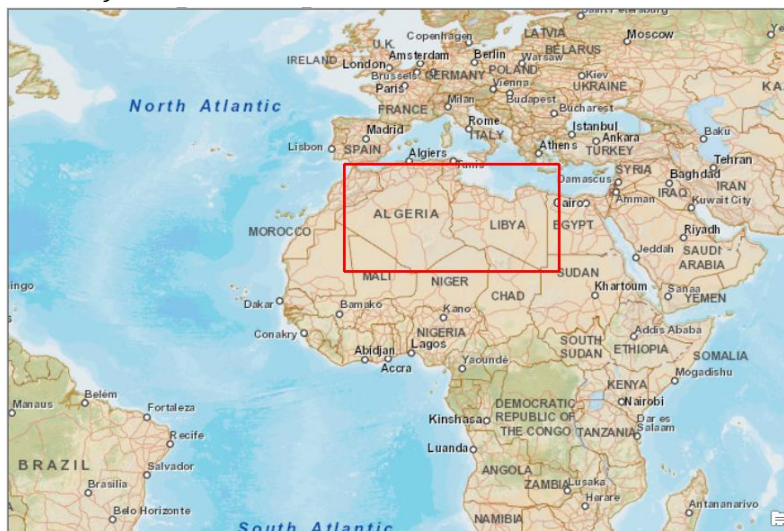 Copenhagen
LATVIA
Moscow
U.K.
IRELAND
Amsterdam
Berlin
BELARUS
London
Brussels
GERMANY
POLAND
Warsaw
Paris
Vienna
Kiev
UKRAINE
Budapest
North Atlantic
FRANCE
Milan
Bucharest
Rome
ITALY
Istanbul
Baku
Madrid
Ankara
Lisbon
SPAIN
Algiers
Athens
TURKEY
Tehran
SYRIA
Damascus
Baghdad
IRAN
Amman
IRAQ
Kuwait City
Cairo
ALGERIA
LIBYA
EGYPT
MOROCCO
Riyadh
Jeddah
SAUDI
ARABIA
MALI
NIGER
SUDAN
CHAD
Khartoum
Sanaa
YEMEN
Dakar
Bamako
Kano
Conakry
NIGERIA
Addis Ababa
Abidjan
Lagos
SOUTH
SUDAN
ETHIOPIA
SOMALIA
Accra
Yaoundé
Mogadishu
KENYA
Manaus
Belém
Fortaleza
DEMOCRATIC
REPUBLIC OF
THE CONGO
Nairobi
Kinshasa
Dar es
Salaam
TANZANIA
Recife
Luanda
BRAZIL
Salvador
ANGOLA
Brasilia
ZAMBIA
Lusaka
Harare
Belo Horizonte
Antananarivo
NAMIBIA
South Atlantic